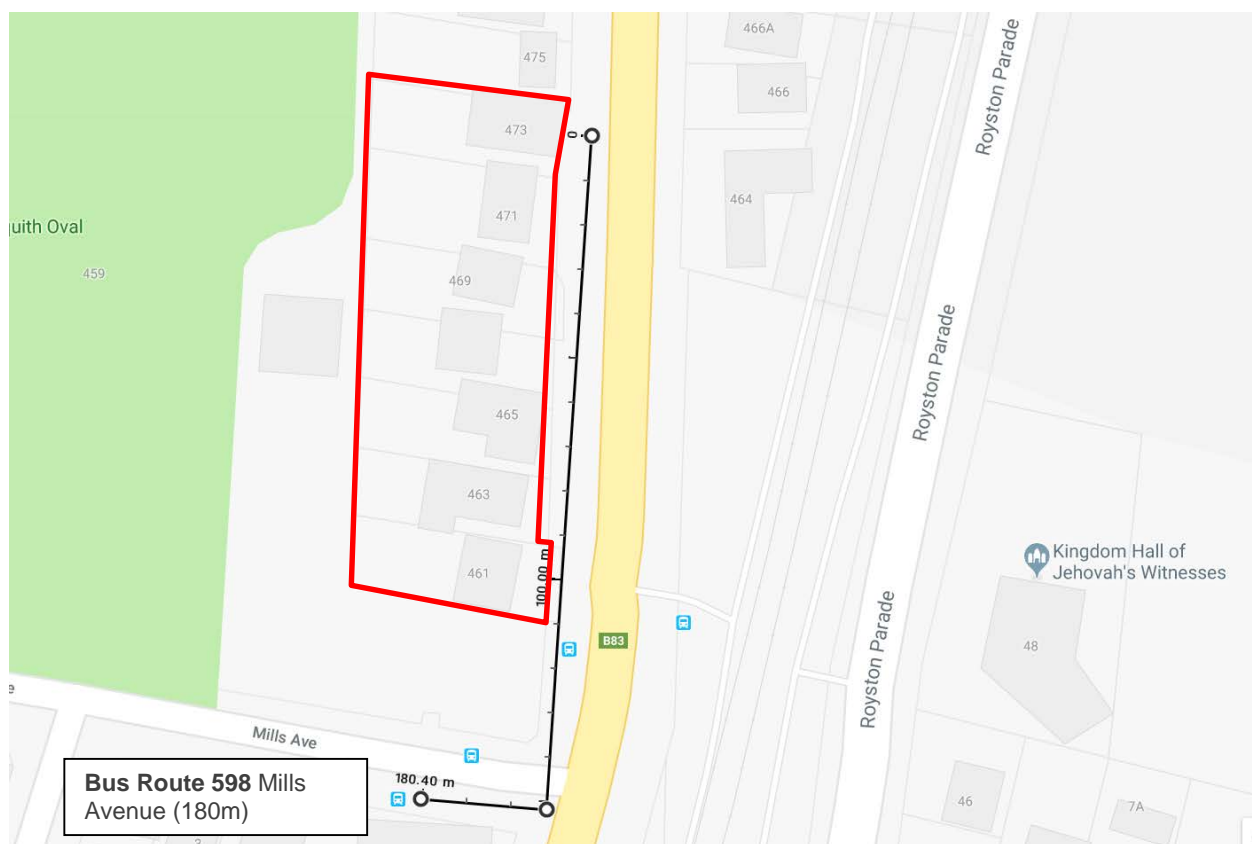 466A
475
466
473
Royston Parade
0
464
471
quith Oval
459
469
Royston Parade
465
463
Kingdom Hall of
Jehovah's Witnesses
461
100.00 m
B83
48
Royston Parade
Mills Ave
180.40 m
Bus Route 598 Mills
Avenue (180m)
46
7A
3
e